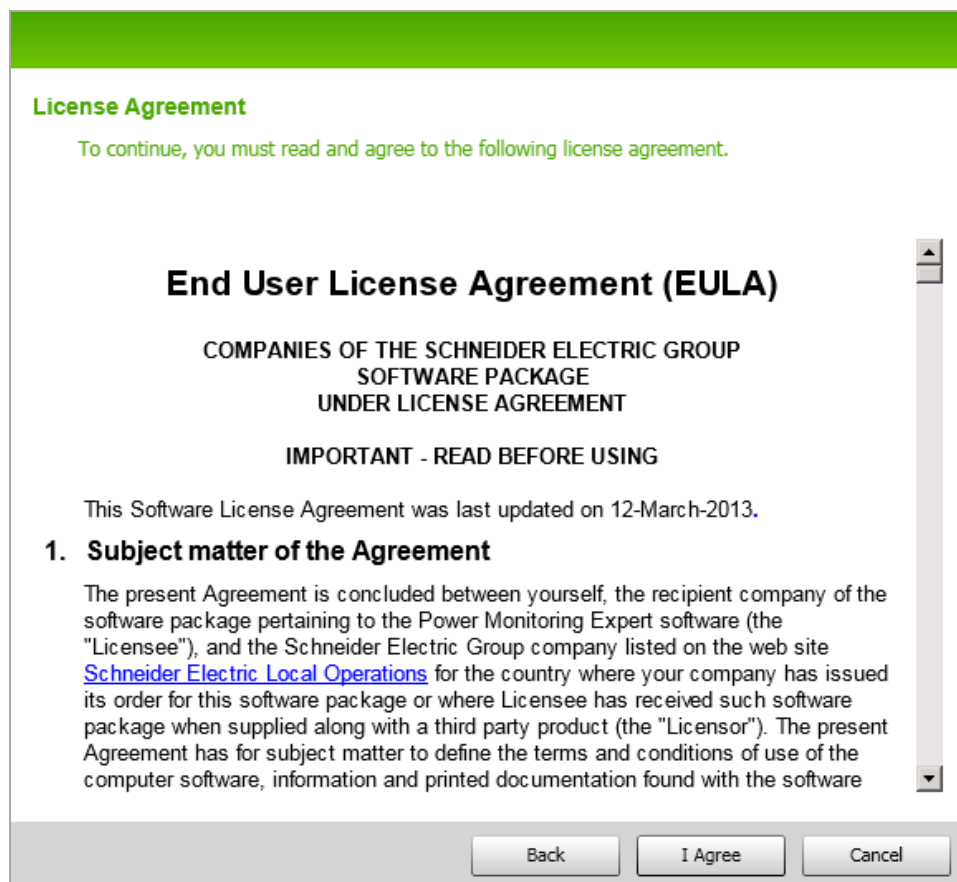 License Agreement
To continue, you must read and agree to the following license agreement.
End User License Agreement (EULA)
COMPANIES OF THE SCHNEIDER ELECTRIC GROUP
SOFTWARE PACKAGE
UNDER LICENSE AGREEMENT
IMPORTANT - READ BEFORE USING
This Software License Agreement was last updated on 12-March-2013.
1. Subject matter of the Agreement
The present Agreement is concluded between yourself, the recipient company of the
software package pertaining to the Power Monitoring Expert software (the
"Licensee"), and the Schneider Electric Group company listed on the web site
Schneider Electric Local Operations for the country where your company has issued
its order for this software package or where Licensee has received such software
package when supplied along with a third party product (the "Licensor"). The present
Agreement has for subject matter to define the terms and conditions of use of the
computer software, information and printed documentation found with the software
Back I Agree Cancel